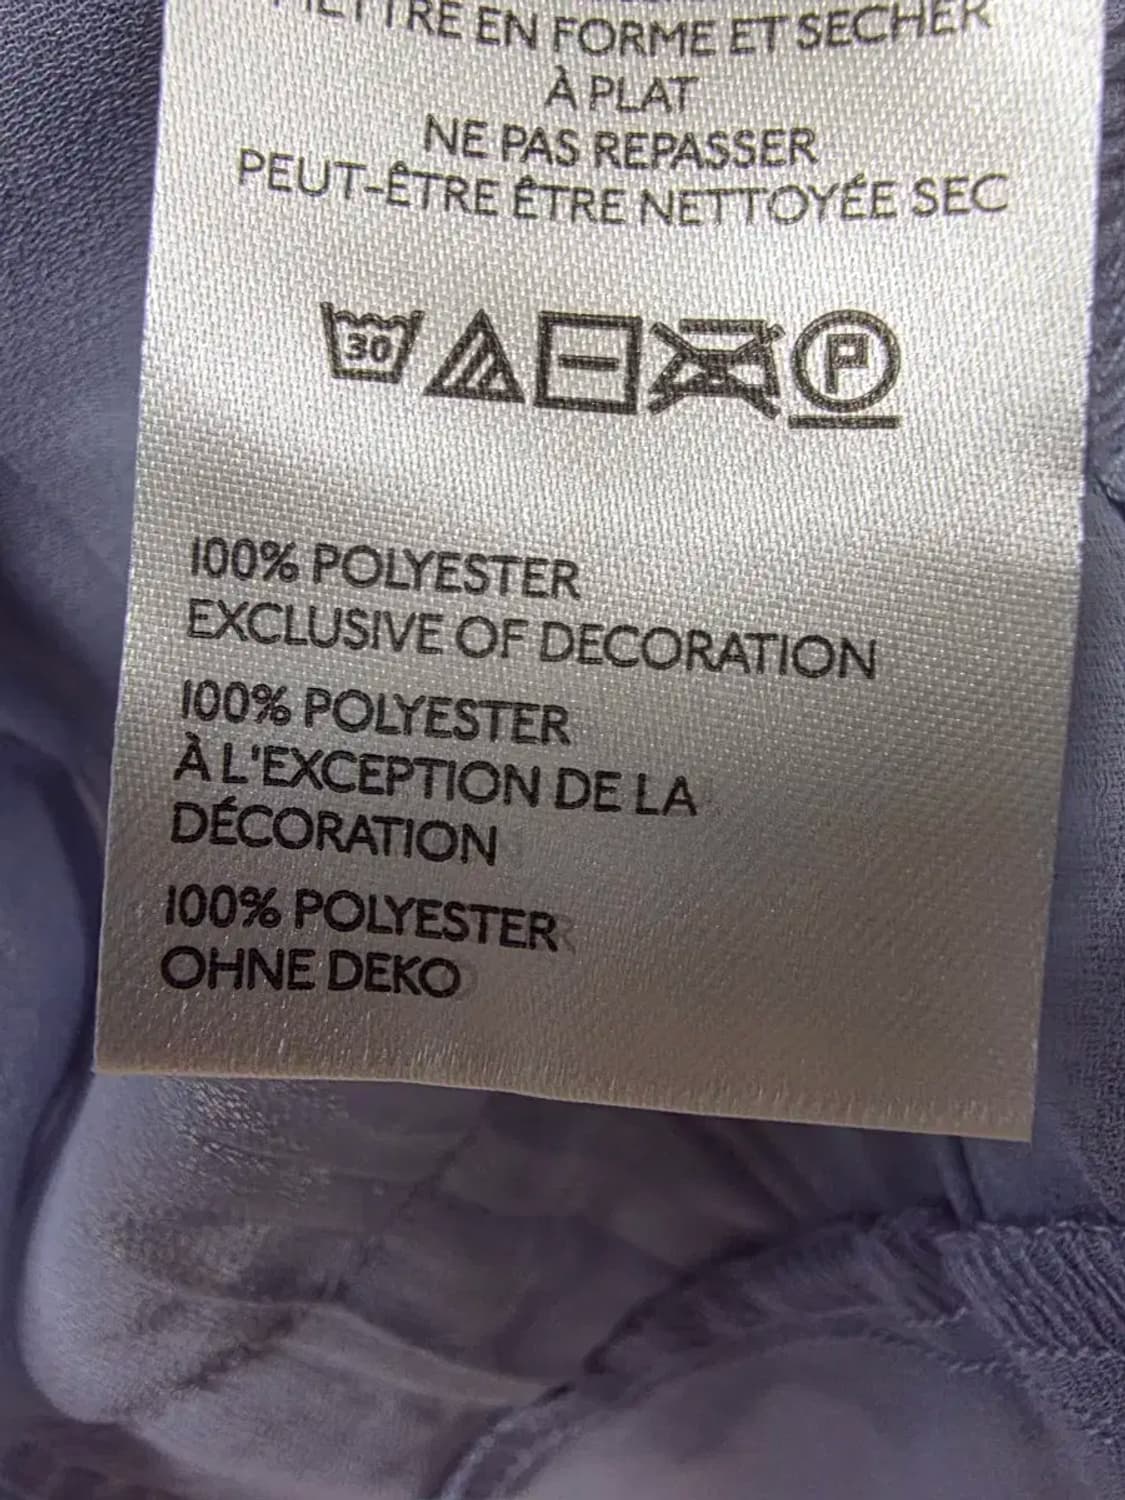 METTRE EN FORME ET SECHER
À PLAT
NE PAS REPASSER
PEUT-ÊTRE ÊTRE NETTOYÉE SEC
30 P
100% POLYESTER
EXCLUSIVE OF DECORATION
100% POLYESTER
À L'EXCEPTION DE LA
DÉCORATION
100% POLYESTER
OHNE DEKO